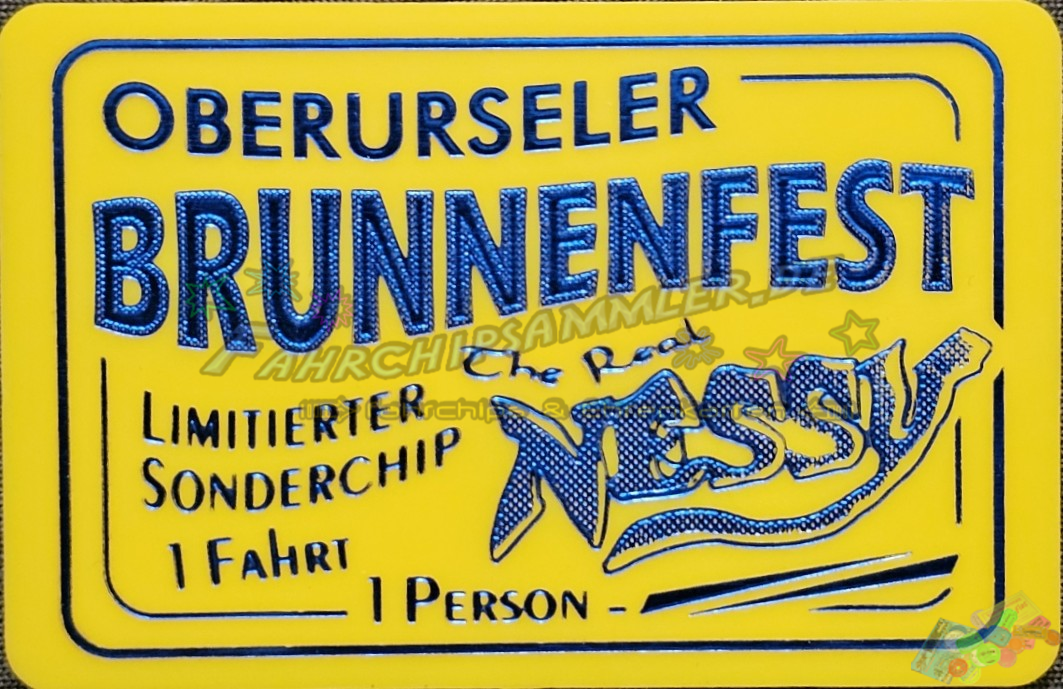 OBERURSELER
BRUNNENFEST
FAHRCHIPSAMMLER.DE
The Real
NESSY
LIMITIERTER
SONDERCHIP
1 FAHRT
1 PERSON -